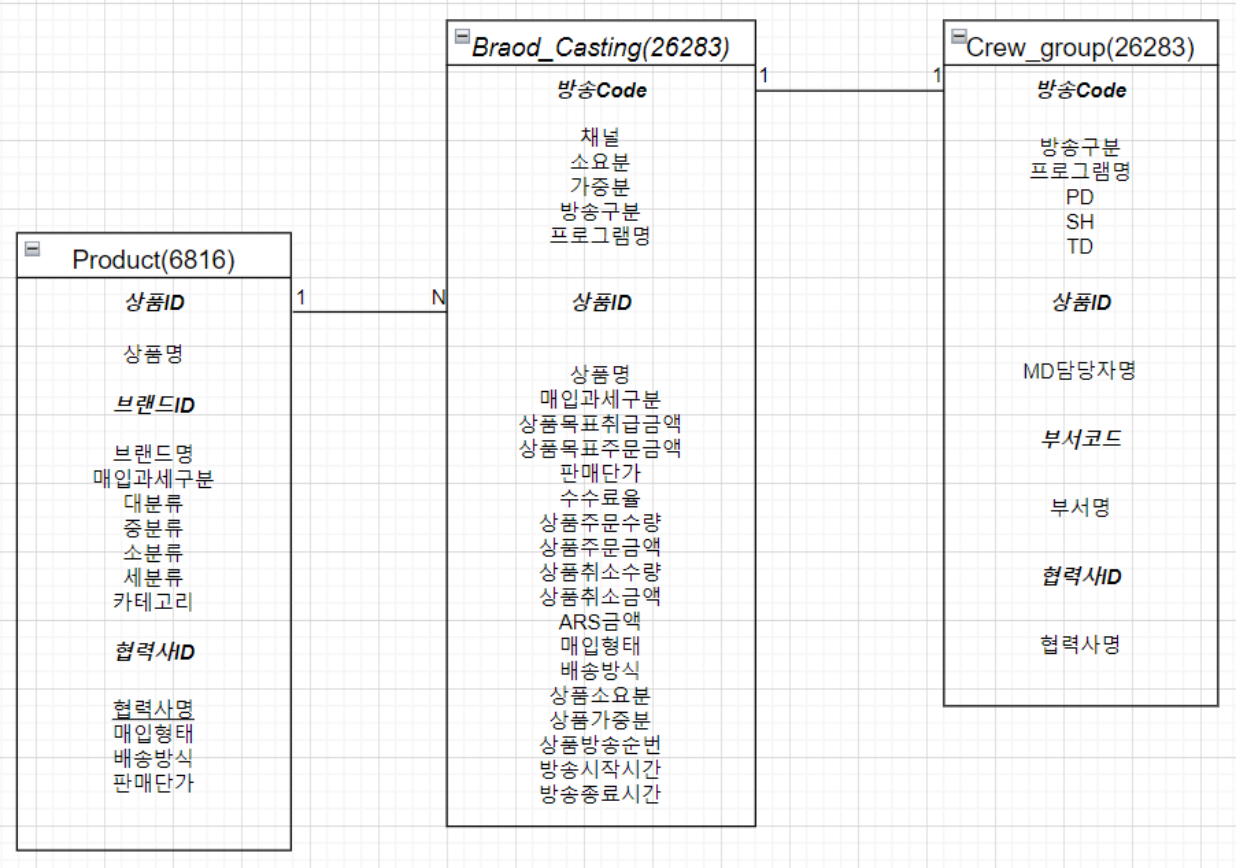 Product(6816)
상품ID
상품명
브랜드ID
브랜드명
매입과세구분
대분류
중분류
소분류
세분류
카테고리
협력사ID
협력사명
매입형태
배송방식
판매단가
1
N
Braod_Casting(26283)
방송Code
채널
소요분
가중분
방송구분
프로그램명
상품ID
상품명
매입과세구분
상품목표취급금액
상품목표주문금액
판매단가
수수료율
상품주문수량
상품주문금액
상품취소수량
상품취소금액
ARS금액
매입형태
배송방식
상품소요분
상품가중분
상품방송순번
방송시작시간
방송종료시간
1
1
Crew_group(26283)
방송Code
방송구분
프로그램명
PD
SH
TD
상품ID
MD담당자명
부서코드
부서명
협력사ID
협력사명